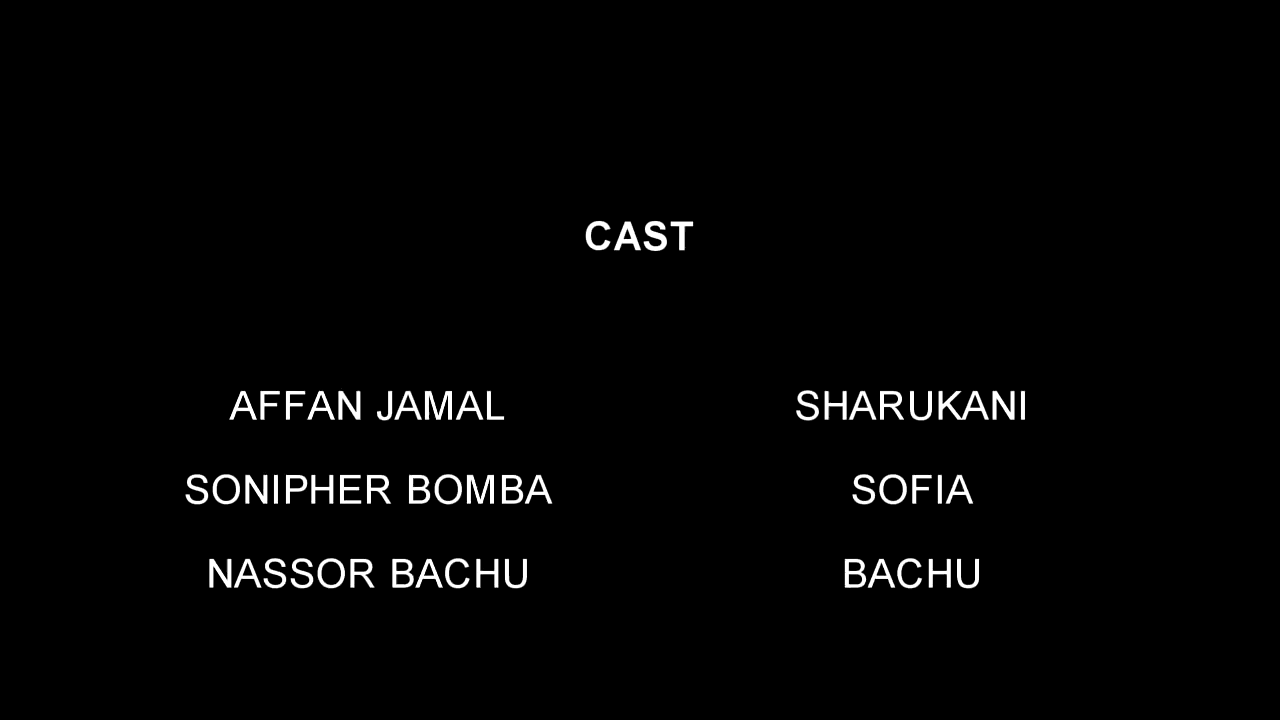 CAST
AFFAN JAMAL SHARUKANI
SONIPHER BOMBA SOFIA
NASSOR BACHU BACHU